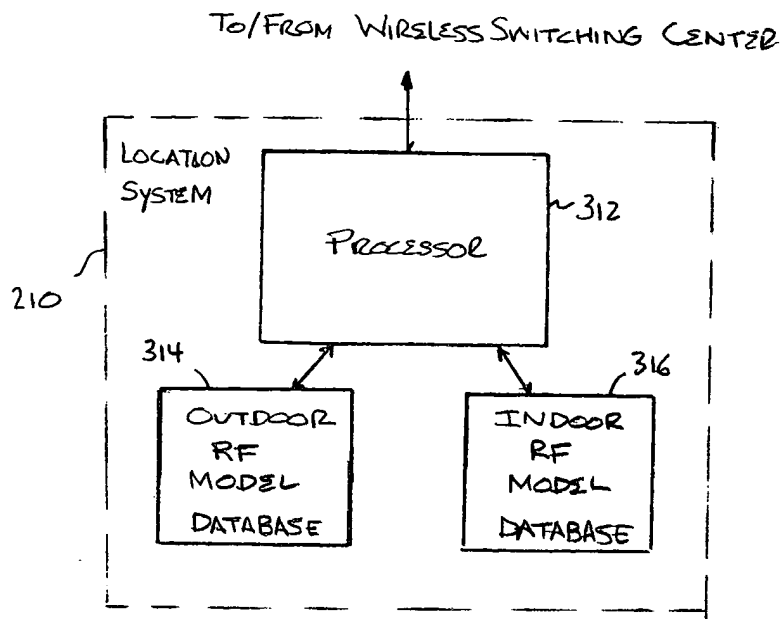 To/From Wireless Switching Center
Location
System
312
Processor
210
314
316
Outdoor
RF
Model
Database
Indoor
RF
Model
Database